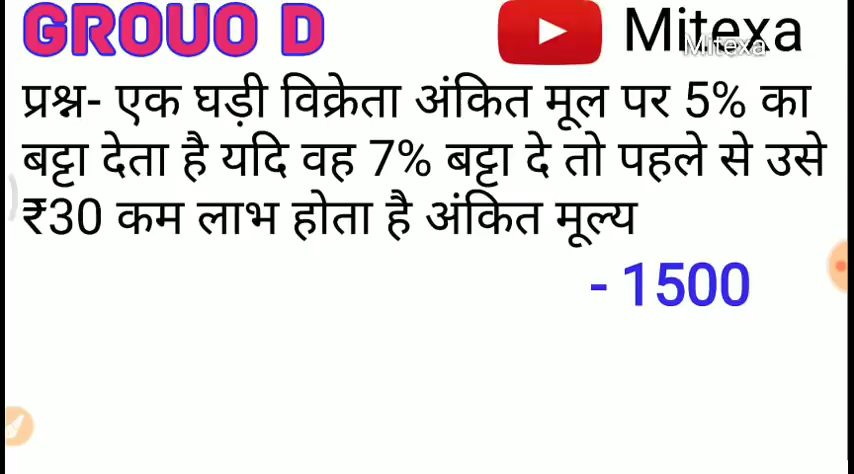 GROUO D
Mitexa
Mitexa
प्रश्न- एक घड़ी विक्रेता अंकित मूल पर 5% का
बट्टा देता है यदि वह 7% बट्टा दे तो पहले से उसे
₹30 कम लाभ होता है अंकित मूल्य
- 1500